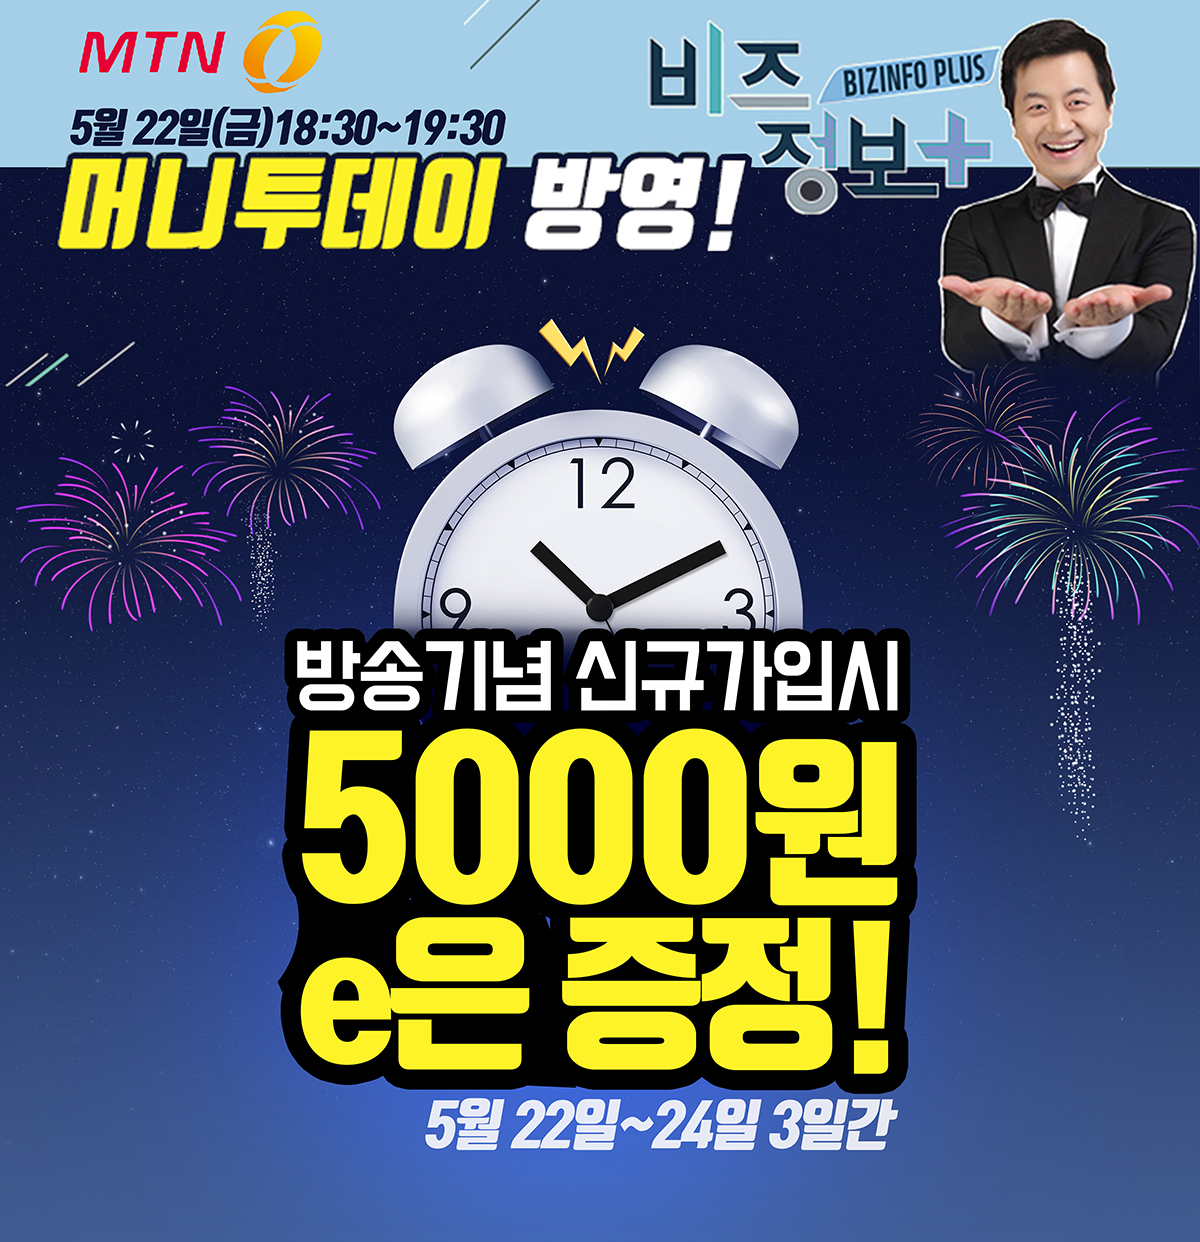 MTN
5월 22일(금)18:30~19:30
머니투데이 방영!
비즈
BIZINFO PLUS
정보+
12
9
3
방송기념 신규가입시
5000원
e은 증정!
5월 22일~24일 3일간